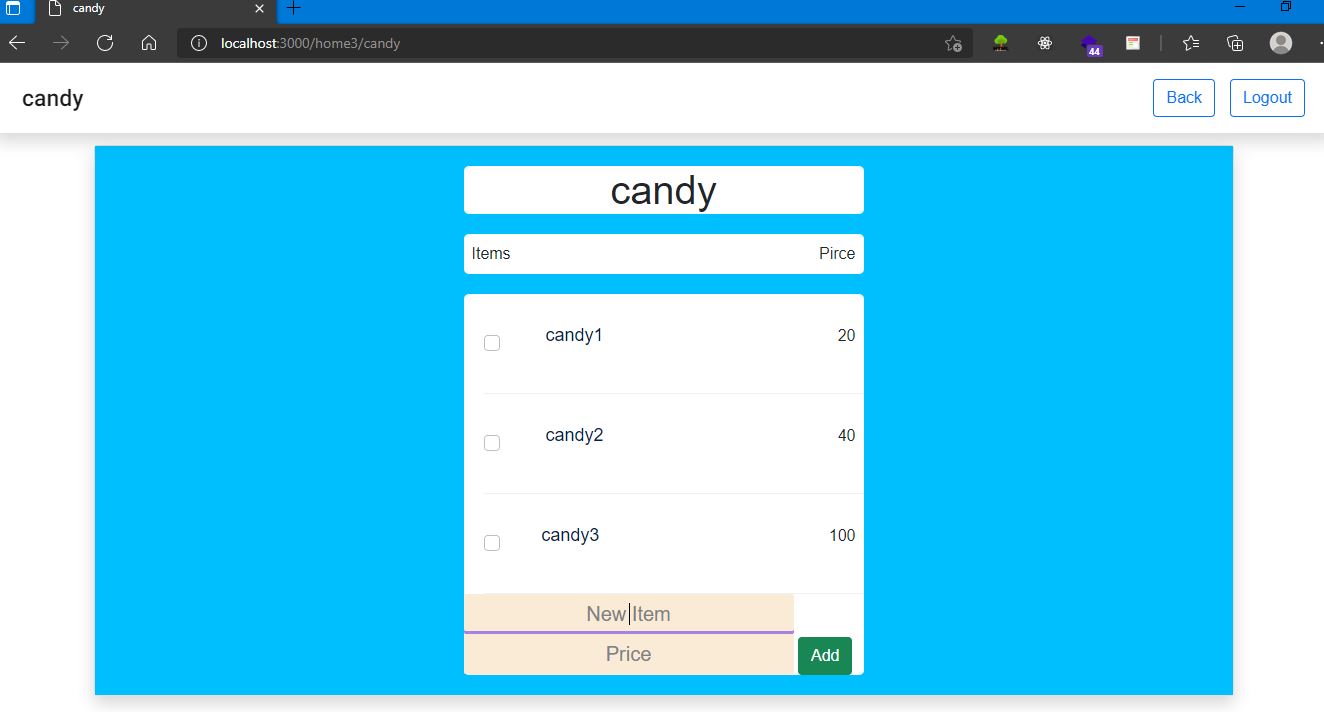 candy
localhost:3000/home3/candy
44
candy
Back Logout
candy
Items Pirce
candy1 20
candy2 40
candy3 100
New Item
Price Add